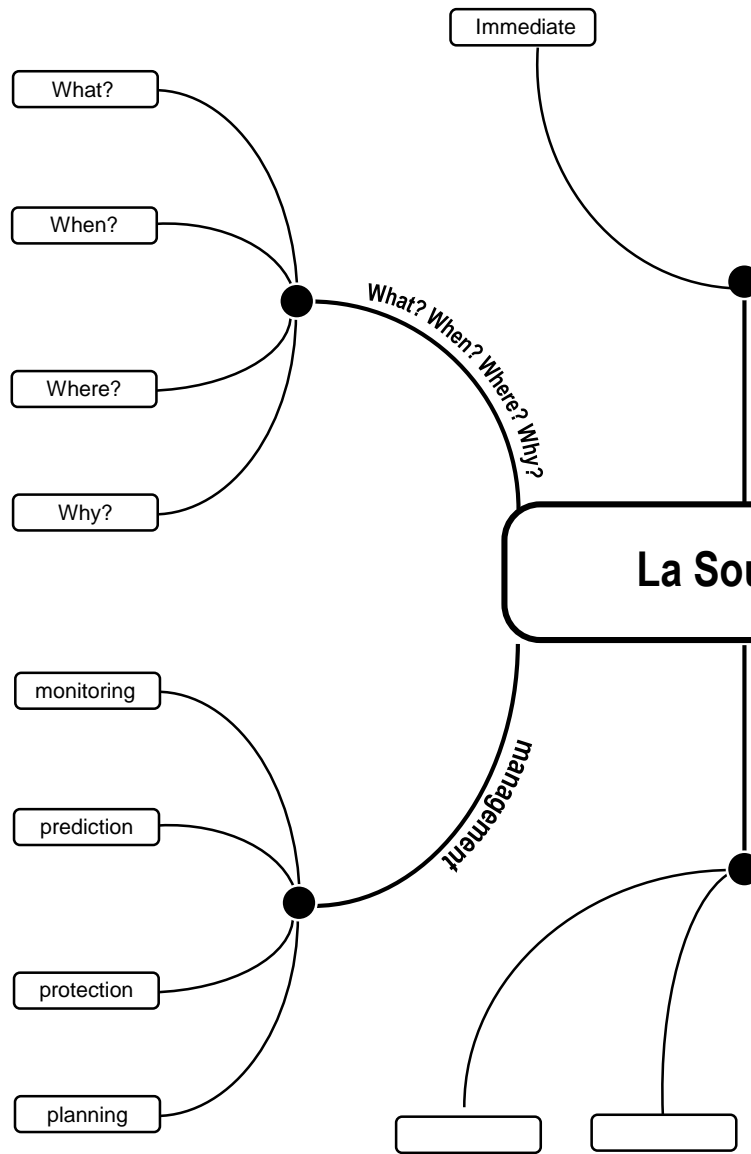 Immediate
What?
When?
Where?
Why?
What? When? Where? Why?
La Sou
monitoring
prediction
protection
planning
management